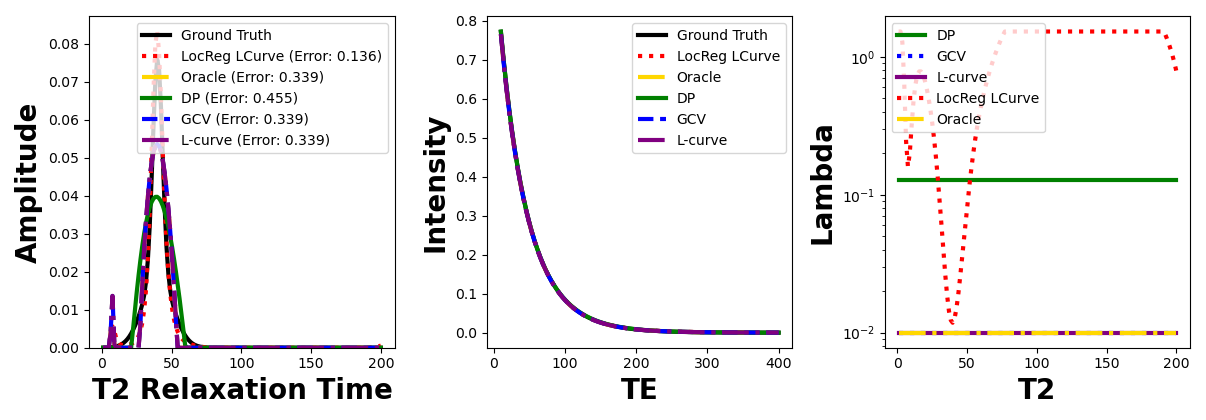 Amplitude
0.00
0.01
0.02
0.03
0.04
0.05
0.06
0.07
0.08
0
50
100
150
200
T2 Relaxation Time
Ground Truth
LocReg LCurve (Error: 0.136)
Oracle (Error: 0.339)
DP (Error: 0.455)
GCV (Error: 0.339)
L-curve (Error: 0.339)
Intensity
0.0
0.1
0.2
0.3
0.4
0.5
0.6
0.7
0.8
0
100
200
300
400
TE
Ground Truth
LocReg LCurve
Oracle
DP
GCV
L-curve
Lambda
10⁰
10⁻¹
10⁻²
0
50
100
150
200
T2
DP
GCV
L-curve
LocReg LCurve
Oracle